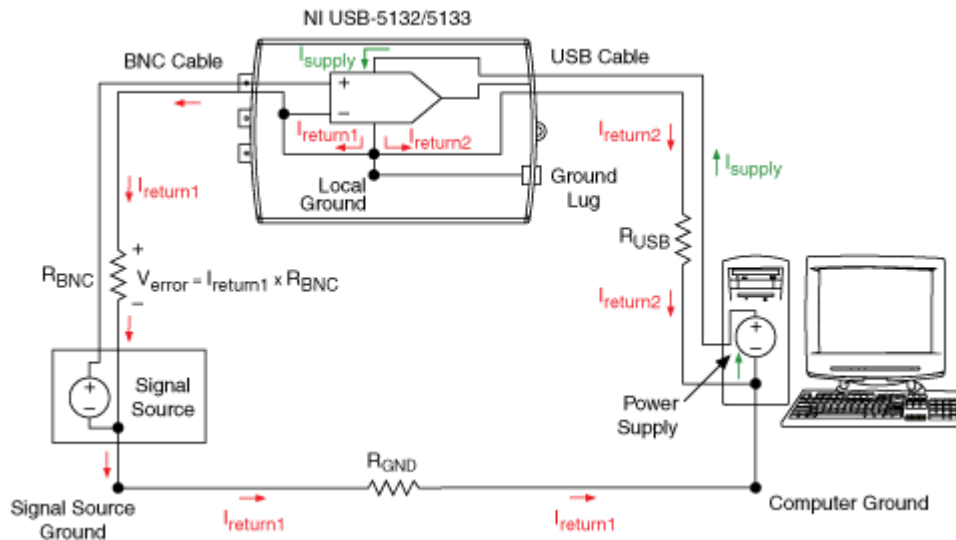 NI USB-5132/5133
BNC Cable
Isupply
USB Cable
+
−
Ireturn1
Ireturn2
Ireturn2
Isupply
Local
Ground
Ground
Lug
Ireturn1
RUSB
+
RBNC
Verror = Ireturn1 x RBNC
−
Ireturn2
+
−
+
−
Signal
Source
Power
Supply
RGND
Signal Source
Ground
Ireturn1
Ireturn1
Computer Ground